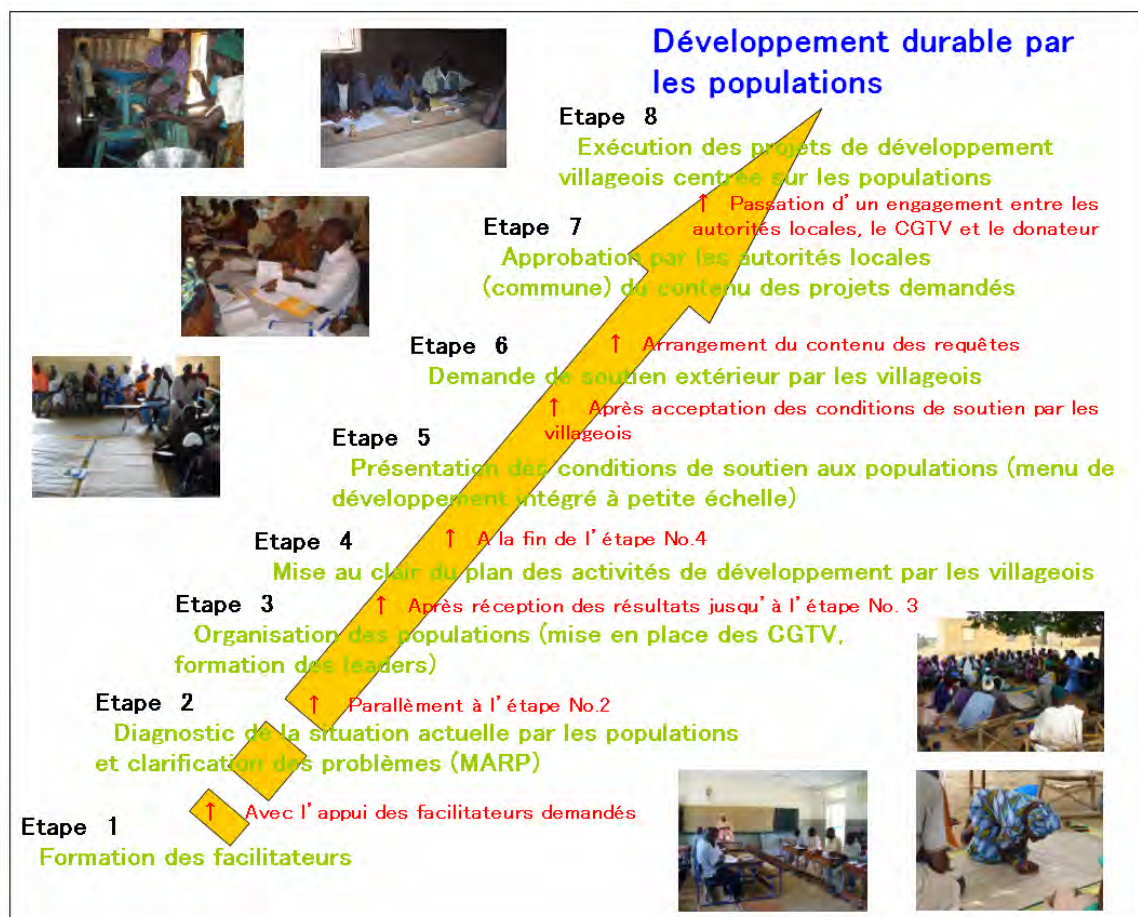 Développement durable par
les populations
Etape 8
Exécution des projets de développement
villageois centrée sur les populations
↑ Passation d'un engagement entre les
autorités locales, le CGTV et le donateur
Etape 7
Approbation par les autorités locales
(commune) du contenu des projets demandés
Etape 6
↑ Arrangement du contenu des requêtes
Demande de soutien extérieur par les villageois
↑ Après acceptation des conditions de soutien par les
villageois
Etape 5
Présentation des conditions de soutien aux populations (menu de
développement intégré à petite échelle)
Etape 4
↑ A la fin de l'étape No.4
Mise au clair du plan des activités de développement par les villageois
Etape 3
↑ Après réception des résultats jusqu'à l'étape No. 3
Organisation des populations (mise en place des CGTV,
formation des leaders)
Etape 2
↑ Parallèment à l'étape No.2
Diagnostic de la situation actuelle par les populations
et clarification des problèmes (MARP)
↑ Avec l'appui des facilitateurs demandés
Etape 1
Formation des facilitateurs